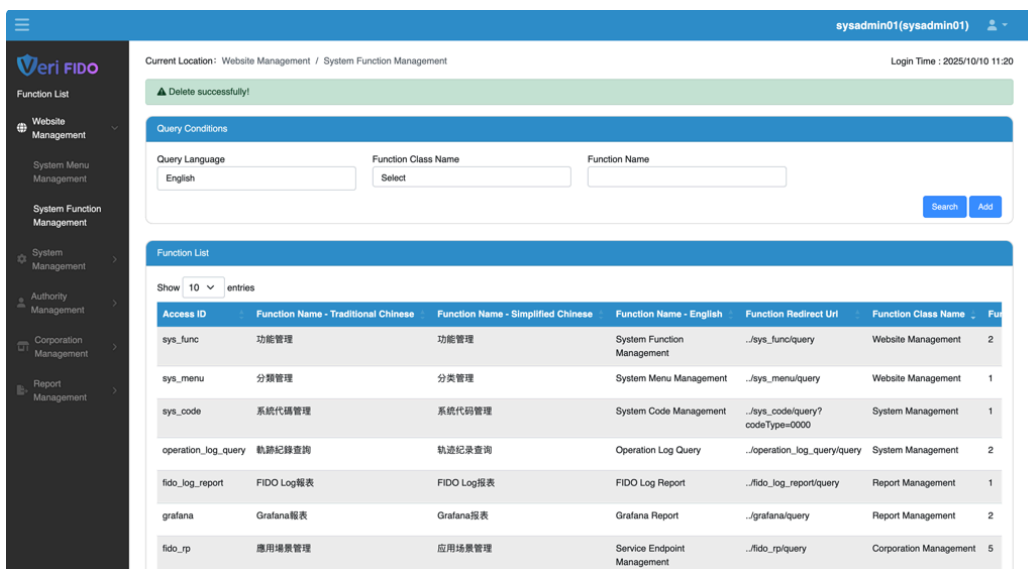 sysadmin01(sysadmin01)
Veri FIDO
Function List
Website
Management
System Menu
Management
System Function
Management
System
Management
Authority
Management
Corporation
Management
Report
Management
Current Location： Website Management / System Function Management
Login Time : 2025/10/10 11:20
Delete successfully!
Query Conditions
Query Language Function Class Name Function Name
English Select
Search Add
Function List
Show 10 entries
Access ID Function Name - Traditional Chinese Function Name - Simplified Chinese Function Name - English Function Redirect Url Function Class Name Fu
sys_func 功能管理 功能管理 System Function ../sys_func/query Website Management 2
Management
sys_menu 分類管理 分类管理 System Menu Management ../sys_menu/query Website Management 1
sys_code 系統代碼管理 系统代码管理 System Code Management ../sys_code/query? System Management 1
codeType=0000
operation_log_query 軌跡紀錄查詢 轨迹纪录查询 Operation Log Query ../operation_log_query/query System Management 2
fido_log_report FIDO Log報表 FIDO Log报表 FIDO Log Report ../fido_log_report/query Report Management 1
grafana Grafana報表 Grafana报表 Grafana Report ../grafana/query Report Management 2
fido_rp 應用場景管理 应用场景管理 Service Endpoint ../fido_rp/query Corporation Management 5
Management